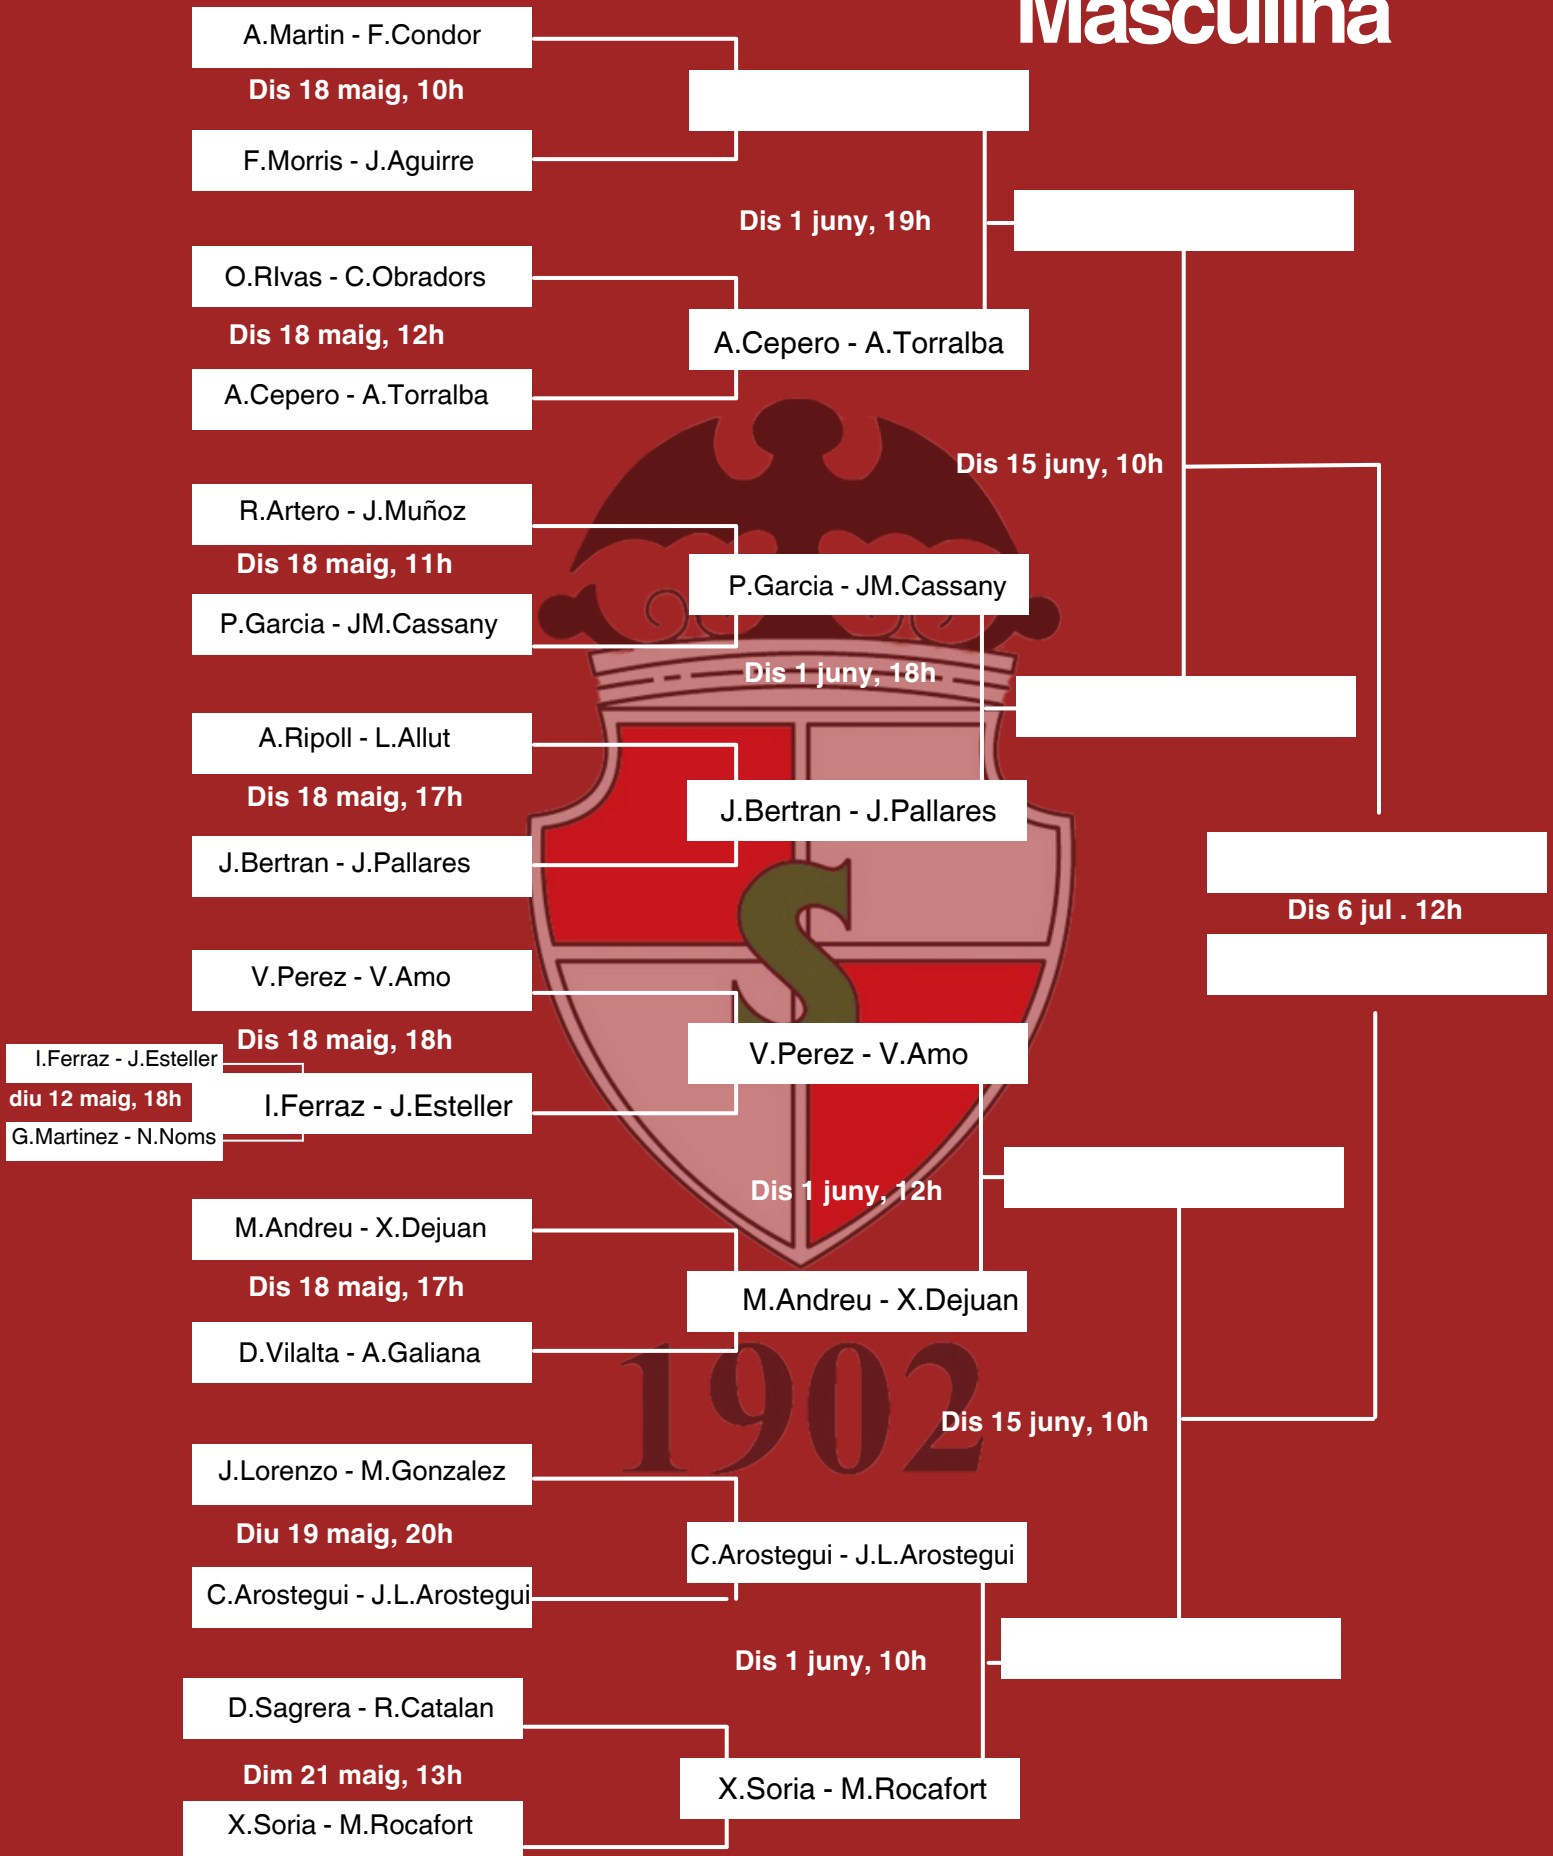 Masculina
A.Martin - F.Condor
Dis 18 maig, 10h
F.Morris - J.Aguirre
Dis 1 juny, 19h
O.RIvas - C.Obradors
Dis 18 maig, 12h
A.Cepero - A.Torralba
A.Cepero - A.Torralba
Dis 15 juny, 10h
R.Artero - J.Muñoz
Dis 18 maig, 11h
P.Garcia - JM.Cassany
P.Garcia - JM.Cassany
Dis 1 juny, 18h
A.Ripoll - L.Allut
Dis 18 maig, 17h
J.Bertran - J.Pallares
J.Bertran - J.Pallares
Dis 6 jul . 12h
S
V.Perez - V.Amo
Dis 18 maig, 18h
V.Perez - V.Amo
I.Ferraz - J.Esteller
diu 12 maig, 18h
G.Martinez - N.Noms
I.Ferraz - J.Esteller
Dis 1 juny, 12h
M.Andreu - X.Dejuan
Dis 18 maig, 17h
M.Andreu - X.Dejuan
D.Vilalta - A.Galiana
1902
Dis 15 juny, 10h
J.Lorenzo - M.Gonzalez
Diu 19 maig, 20h
C.Arostegui - J.L.Arostegui
C.Arostegui - J.L.Arostegui
Dis 1 juny, 10h
D.Sagrera - R.Catalan
Dim 21 maig, 13h
X.Soria - M.Rocafort
X.Soria - M.Rocafort